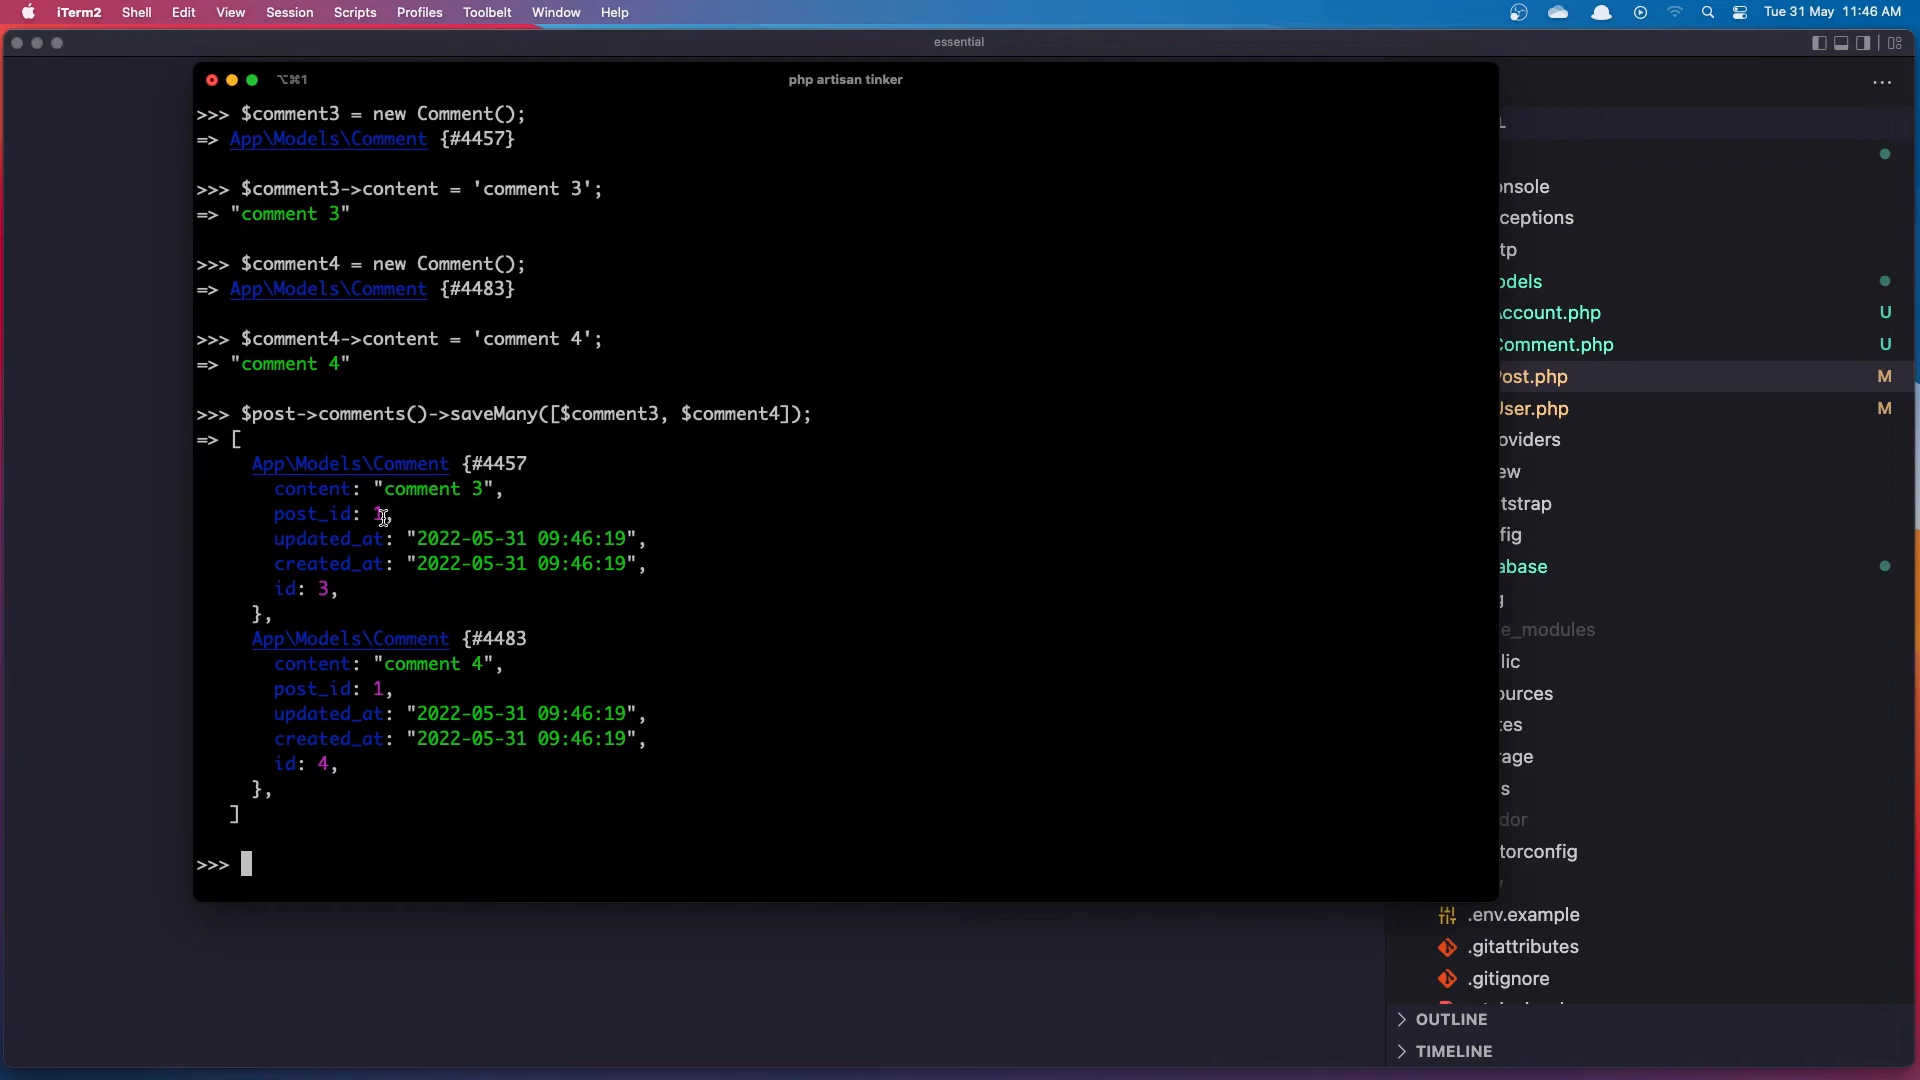 iTerm2 Shell Edit View Session Scripts Profiles Toolbelt Window Help Tue 31 May 11:46 AM
essential
⌥⌘1 php artisan tinker
>>> $comment3 = new Comment();
=> App\Models\Comment {#4457}
>>> $comment3->content = 'comment 3';
=> "comment 3"
>>> $comment4 = new Comment();
=> App\Models\Comment {#4483}
>>> $comment4->content = 'comment 4';
=> "comment 4"
>>> $post->comments()->saveMany([$comment3, $comment4]);
=> [
App\Models\Comment {#4457
content: "comment 3",
post_id: 1,
updated_at: "2022-05-31 09:46:19",
created_at: "2022-05-31 09:46:19",
id: 3,
},
App\Models\Comment {#4483
content: "comment 4",
post_id: 1,
updated_at: "2022-05-31 09:46:19",
created_at: "2022-05-31 09:46:19",
id: 4,
},
]
>>>
onsole
ceptions
tp
odels
ccount.php U
omment.php U
ost.php M
ser.php M
oviders
ew
tstrap
fig
abase
e_modules
lic
ources
tes
rage
s
dor
torconfig
.env.example
.gitattributes
.gitignore
OUTLINE
TIMELINE